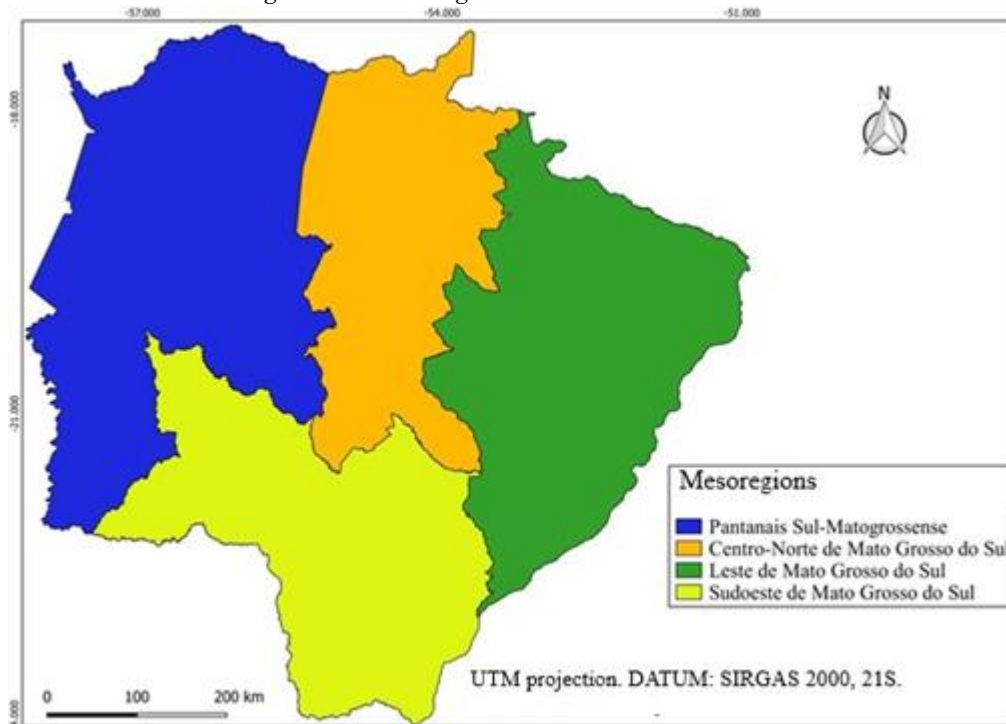 -57.000 -54.000 -51.000
-18.000
N
-21.000
Mesoregions
Pantanais Sul-Matogrossense
Centro-Norte de Mato Grosso do Sul
Leste de Mato Grosso do Sul
Sudoeste de Mato Grosso do Sul
UTM projection. DATUM: SIRGAS 2000, 21S.
0 100 200 km